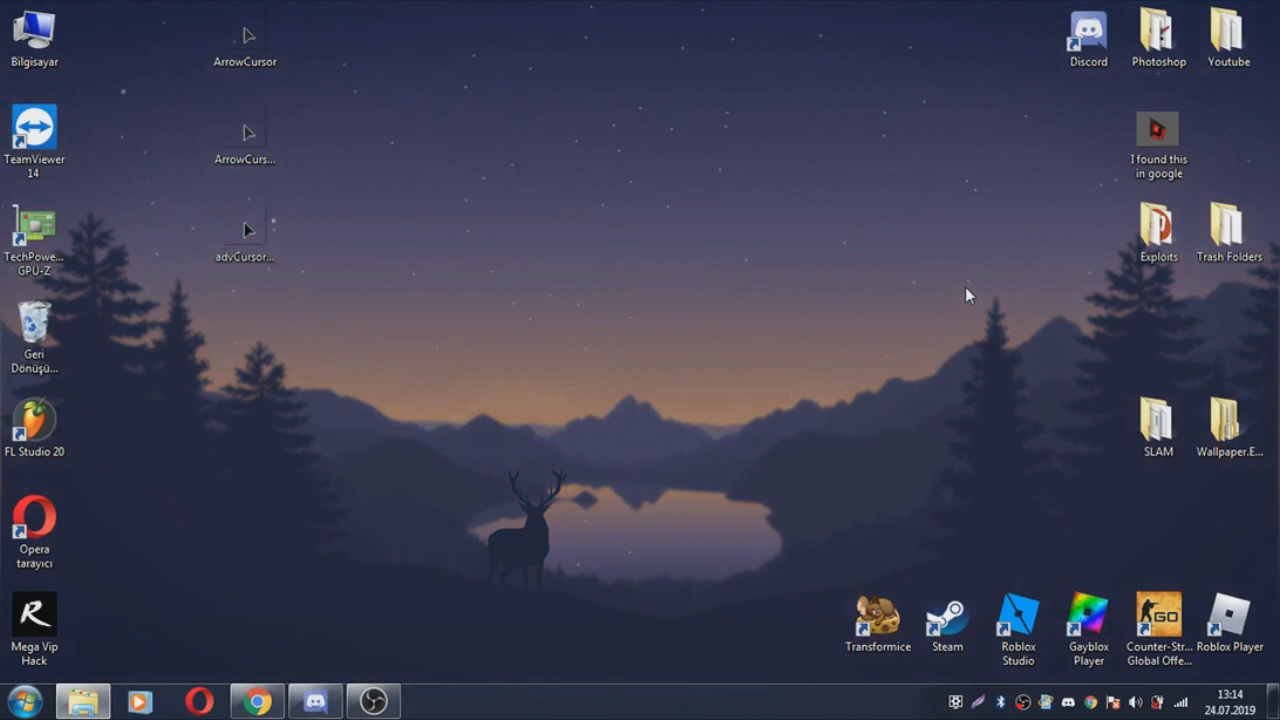 Bilgisayar
ArrowCursor
Discord
Photoshop
Youtube
TeamViewer
14
ArrowCurs...
I found this
in google
TechPowe...
GPU-Z
advCursor...
Exploits
Trash Folders
Geri
Dönüşü...
FL Studio 20
SLAM
Wallpaper.E...
Opera
tarayıcı
R
Mega Vip
Hack
Transformice
Steam
Roblox
Studio
Gayblox
Player
GO
Counter-Str...
Global Offe...
Roblox Player
13:14
24.07.2019